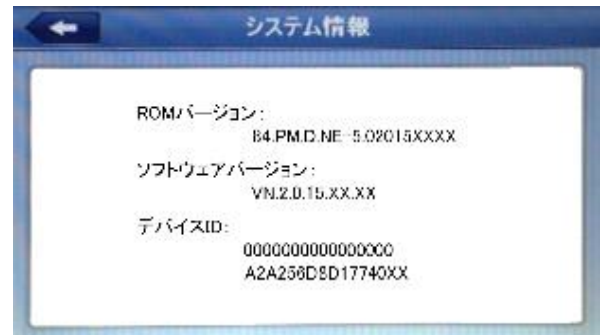 システム情報
ROMバージョン:
B4.PM.D.NE-5.02015XXXX
ソフトウェアバージョン:
VN.2.0.15.XX.XX
デバイスID:
0000000000000000
A2A256D8D17740XX